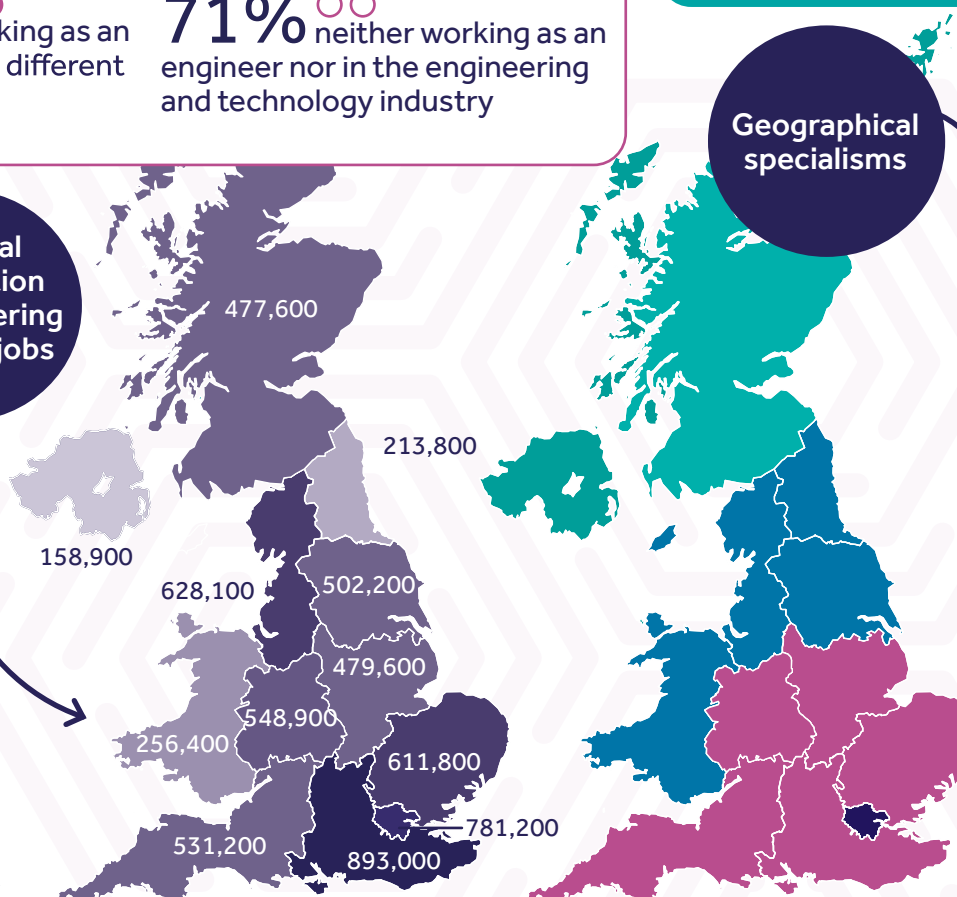 king as an
different
71% neither working as an
engineer nor in the engineering
and technology industry
Geographical
specialisms
al
tion
ering
jobs
477,600
213,800
158,900
628,100
502,200
479,600
548,900
256,400
611,800
781,200
531,200
893,000